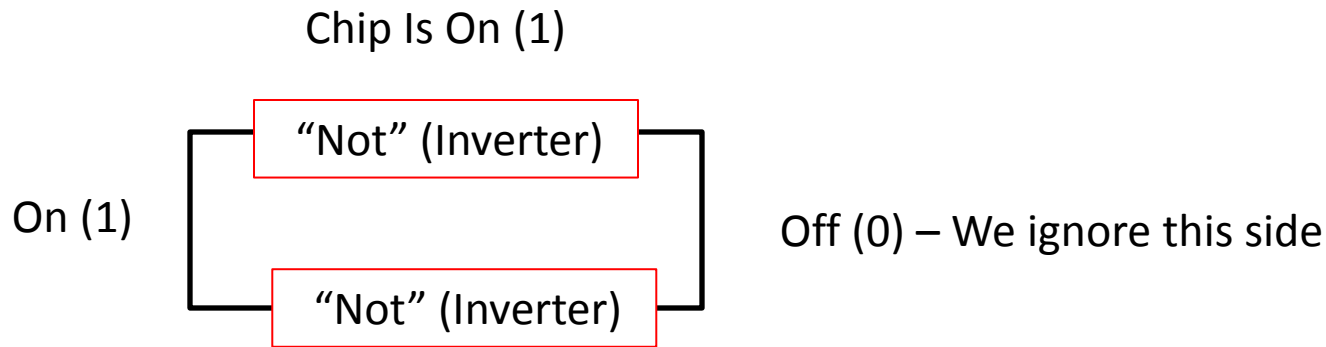 Chip Is On (1)
“Not” (Inverter)
On (1)
Off (0) – We ignore this side
“Not” (Inverter)